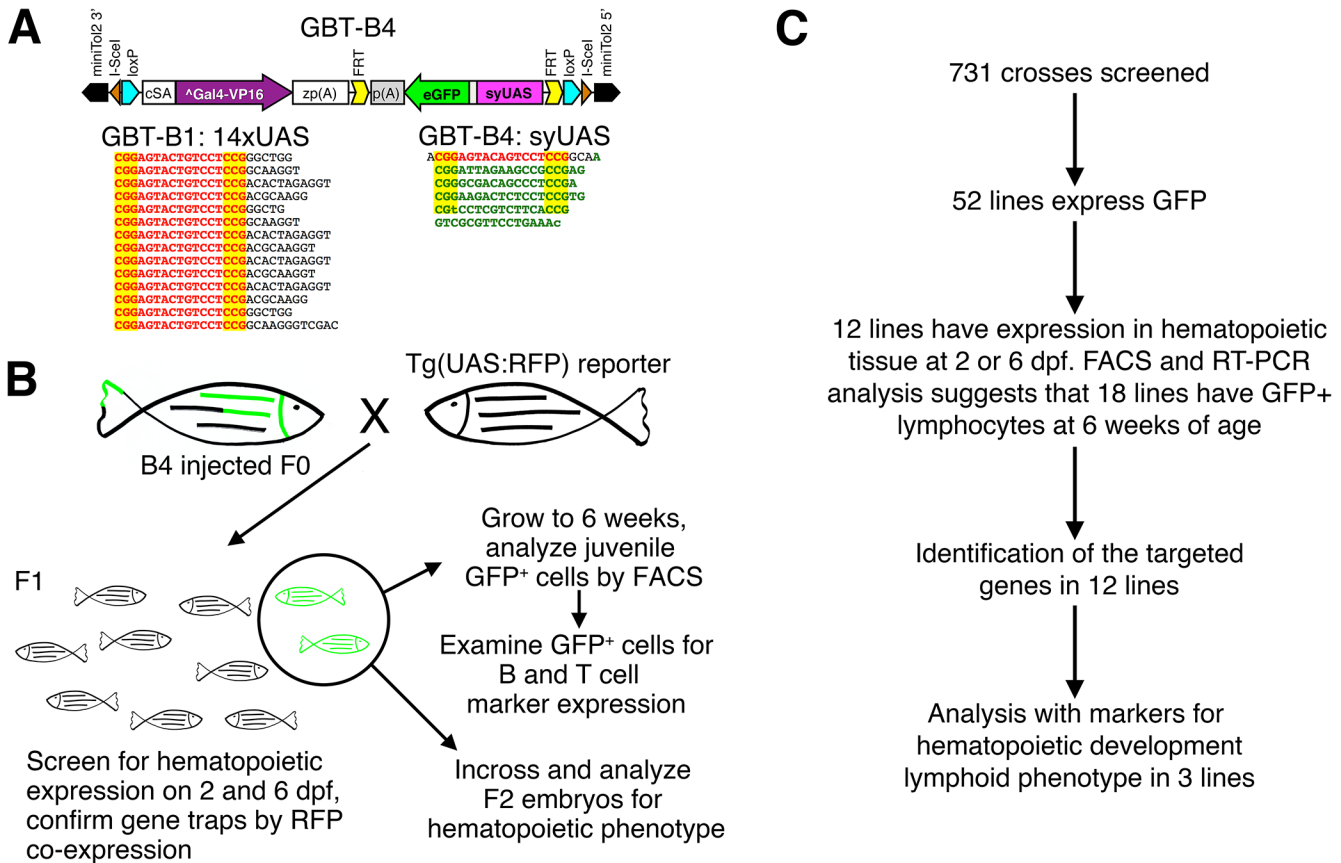 A
GBT-B4
miniTol2 3'
I-SceI
loxP
cSA
^Gal4-VP16
zp(A)
FRT
p(A)
eGFP
syUAS
FRT
loxP
I-SceI
miniTol2 5'
GBT-B1: 14xUAS
CGGAGTACTGTCCTCCGGGCTGG
CGGAGTACTGTCCTCCGGCAAGGT
CGGAGTACTGTCCTCCGACACTAGAGGT
CGGAGTACTGTCCTCCGACGCAAGG
CGGAGTACTGTCCTCCGGGCTG
CGGAGTACTGTCCTCCGGCAAGGT
CGGAGTACTGTCCTCCGACACTAGAGGT
CGGAGTACTGTCCTCCGACGCAAGGT
CGGAGTACTGTCCTCCGACACTAGAGGT
CGGAGTACTGTCCTCCGACGCAAGGT
CGGAGTACTGTCCTCCGACACTAGAGGT
CGGAGTACTGTCCTCCGACGCAAGG
CGGAGTACTGTCCTCCGGGCTGG
CGGAGTACTGTCCTCCGGCAAGGGTCGAC
GBT-B4: syUAS
ACGGAGTACAGTCCTCCGGCAA
CGGATTAGAAGCCGCCGAG
CGGGCGACAGCCCTCCGA
CGGAAGACTCTCCTCCGTG
CGtCCTCGTCTTCACCG
GTCGCGTTCCTGAAAc
B
Tg(UAS:RFP) reporter
X
B4 injected F0
F1
Screen for hematopoietic
expression on 2 and 6 dpf,
confirm gene traps by RFP
co-expression
Grow to 6 weeks,
analyze juvenile
GFP⁺ cells by FACS
Examine GFP⁺ cells for
B and T cell
marker expression
Incross and analyze
F2 embryos for
hematopoietic phenotype
C
731 crosses screened
52 lines express GFP
12 lines have expression in hematopoietic
tissue at 2 or 6 dpf. FACS and RT-PCR
analysis suggests that 18 lines have GFP+
lymphocytes at 6 weeks of age
Identification of the targeted
genes in 12 lines
Analysis with markers for
hematopoietic development
lymphoid phenotype in 3 lines